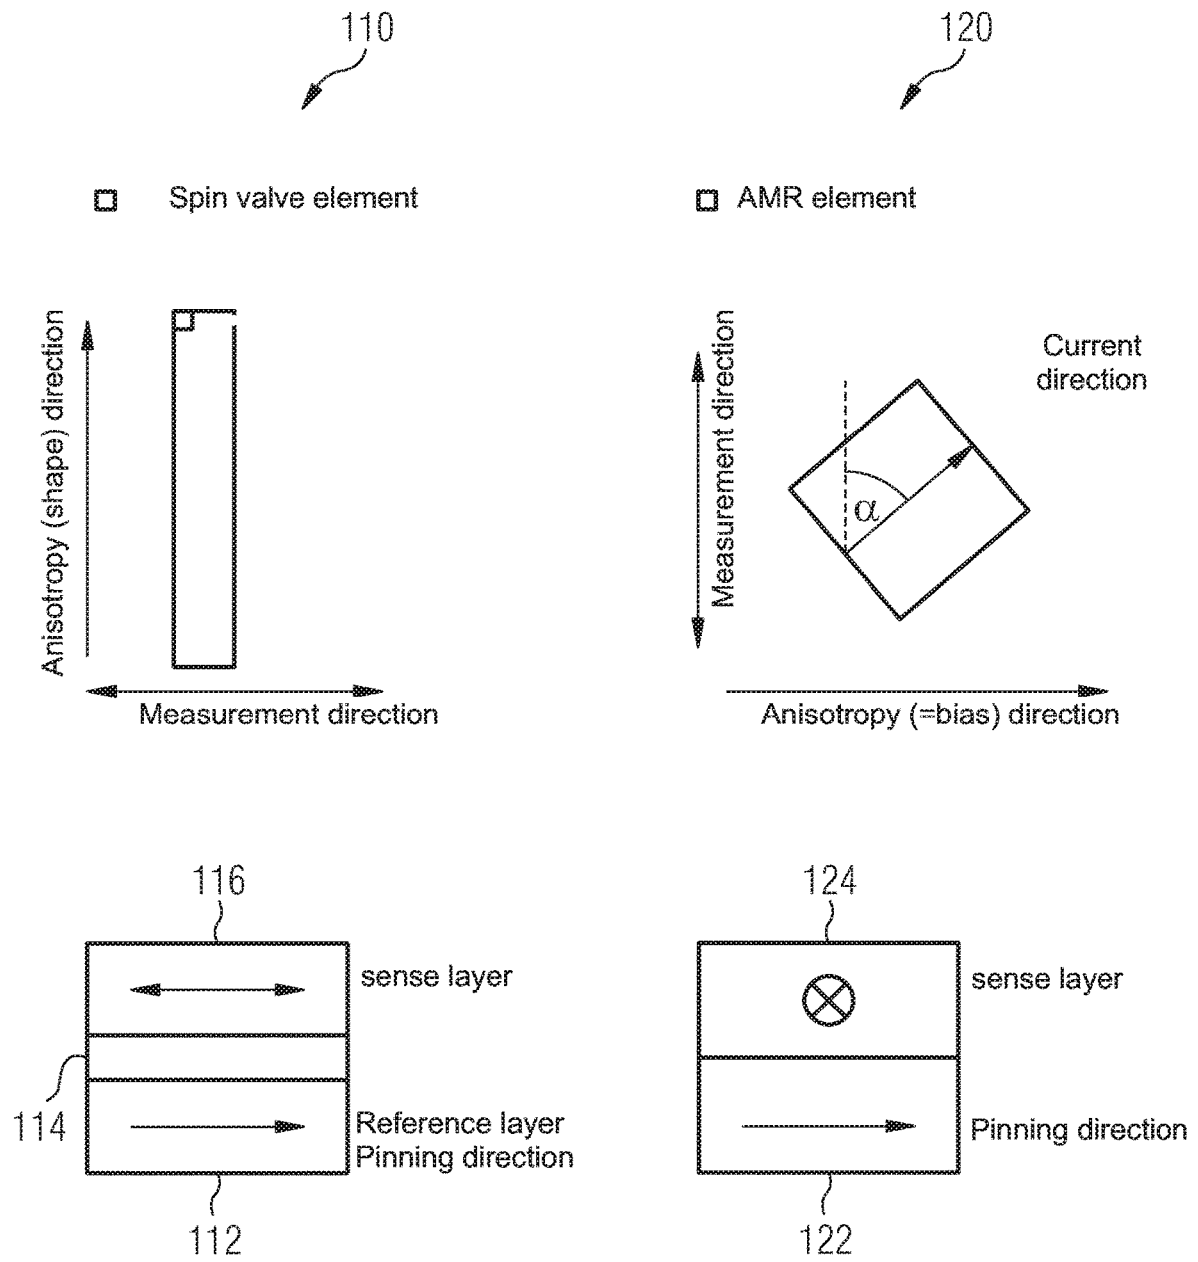 110
120
Spin valve element
AMR element
Anisotropy (shape) direction
Measurement direction
Measurement direction
Current
direction
α
Anisotropy (=bias) direction
116
sense layer
114
Reference layer
Pinning direction
112
124
sense layer
Pinning direction
122